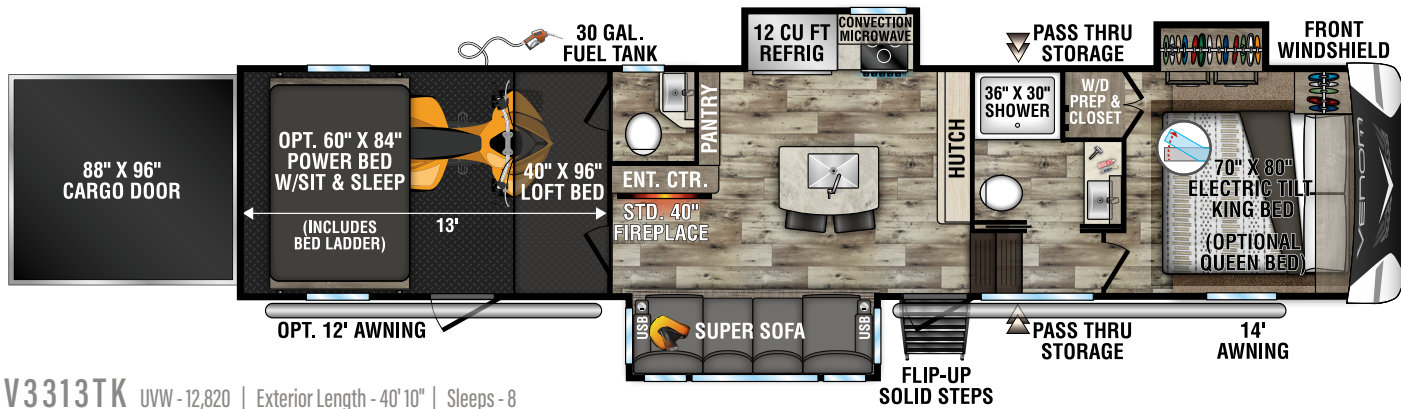 30 GAL.
FUEL TANK
12 CU FT
REFRIG
CONVECTION
MICROWAVE
PASS THRU
STORAGE
FRONT
WINDSHIELD
88" X 96"
CARGO DOOR
OPT. 60" X 84"
POWER BED
W/SIT & SLEEP
(INCLUDES
BED LADDER)
13'
40" X 96"
LOFT BED
PANTRY
ENT. CTR.
STD. 40"
FIREPLACE
HUTCH
36" X 30"
SHOWER
W/D
PREP &
CLOSET
70" X 80"
ELECTRIC TILT
KING BED
(OPTIONAL
QUEEN BED)
VENOM
OPT. 12' AWNING
USB
SUPER SOFA
USB
FLIP-UP
SOLID STEPS
PASS THRU
STORAGE
14'
AWNING
V3313TK UVW - 12,820 | Exterior Length - 40' 10" | Sleeps - 8